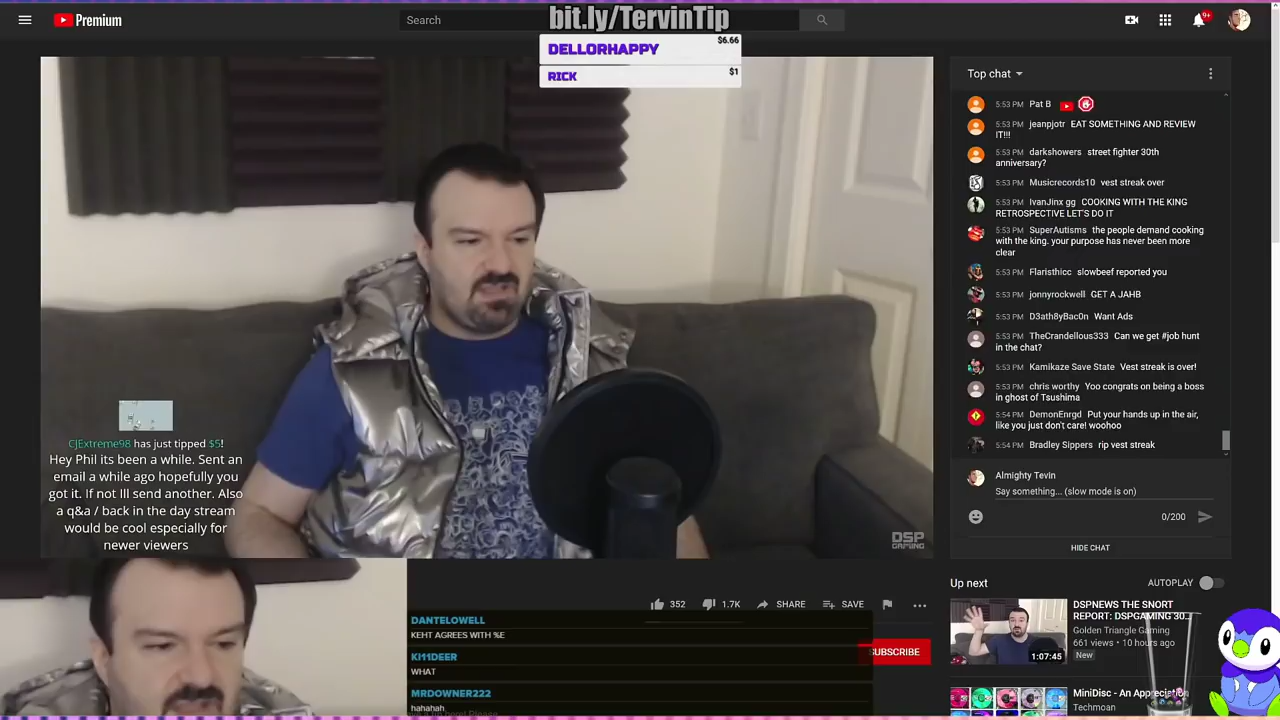 Premium
Search
bit.ly/TervinTip
9+
DELLORHAPPY $6.66
RICK $1
Top chat
5:53 PM Pat B
5:53 PM jeanpjotr EAT SOMETHING AND REVIEW
IT!!!
5:53 PM darkshowers street fighter 30th
anniversary?
5:53 PM Musicrecords10 vest streak over
5:53 PM IvanJinx gg COOKING WITH THE KING
RETROSPECTIVE LET'S DO IT
5:53 PM SuperAutisms the people demand cooking
with the king. your purpose has never been more
clear
5:53 PM Flaristhicc slowbeef reported you
5:53 PM jonnyrockwell GET A JAHB
5:53 PM D3ath8yBac0n Want Ads
5:53 PM TheCrandellous333 Can we get #job hunt
in the chat?
5:53 PM Kamikaze Save State Vest streak is over!
5:53 PM chris worthy Yoo congrats on being a boss
in ghost of Tsushima
5:54 PM DemonEnrgd Put your hands up in the air,
like you just don't care! woohoo
5:54 PM Bradley Sippers rip vest streak
Almighty Tevin
Say something... (slow mode is on)
0/200
HIDE CHAT
CJExtreme98 has just tipped $5!
Hey Phil its been a while. Sent an
email a while ago hopefully you
got it. If not Ill send another. Also
a q&a / back in the day stream
would be cool especially for
newer viewers
DSP
GAMING
352 1.7K SHARE SAVE
SUBSCRIBE
DANTELOWELL
KEHT AGREES WITH %E
KI11DEER
WHAT
MRDOWNER222
hahahah
Up next
AUTOPLAY
DSPNEWS THE SNORT
REPORT: DSPGAMING 30...
Golden Triangle Gaming
661 views • 10 hours ago
New
1:07:45
MiniDisc - An Appreciation
Techmoan